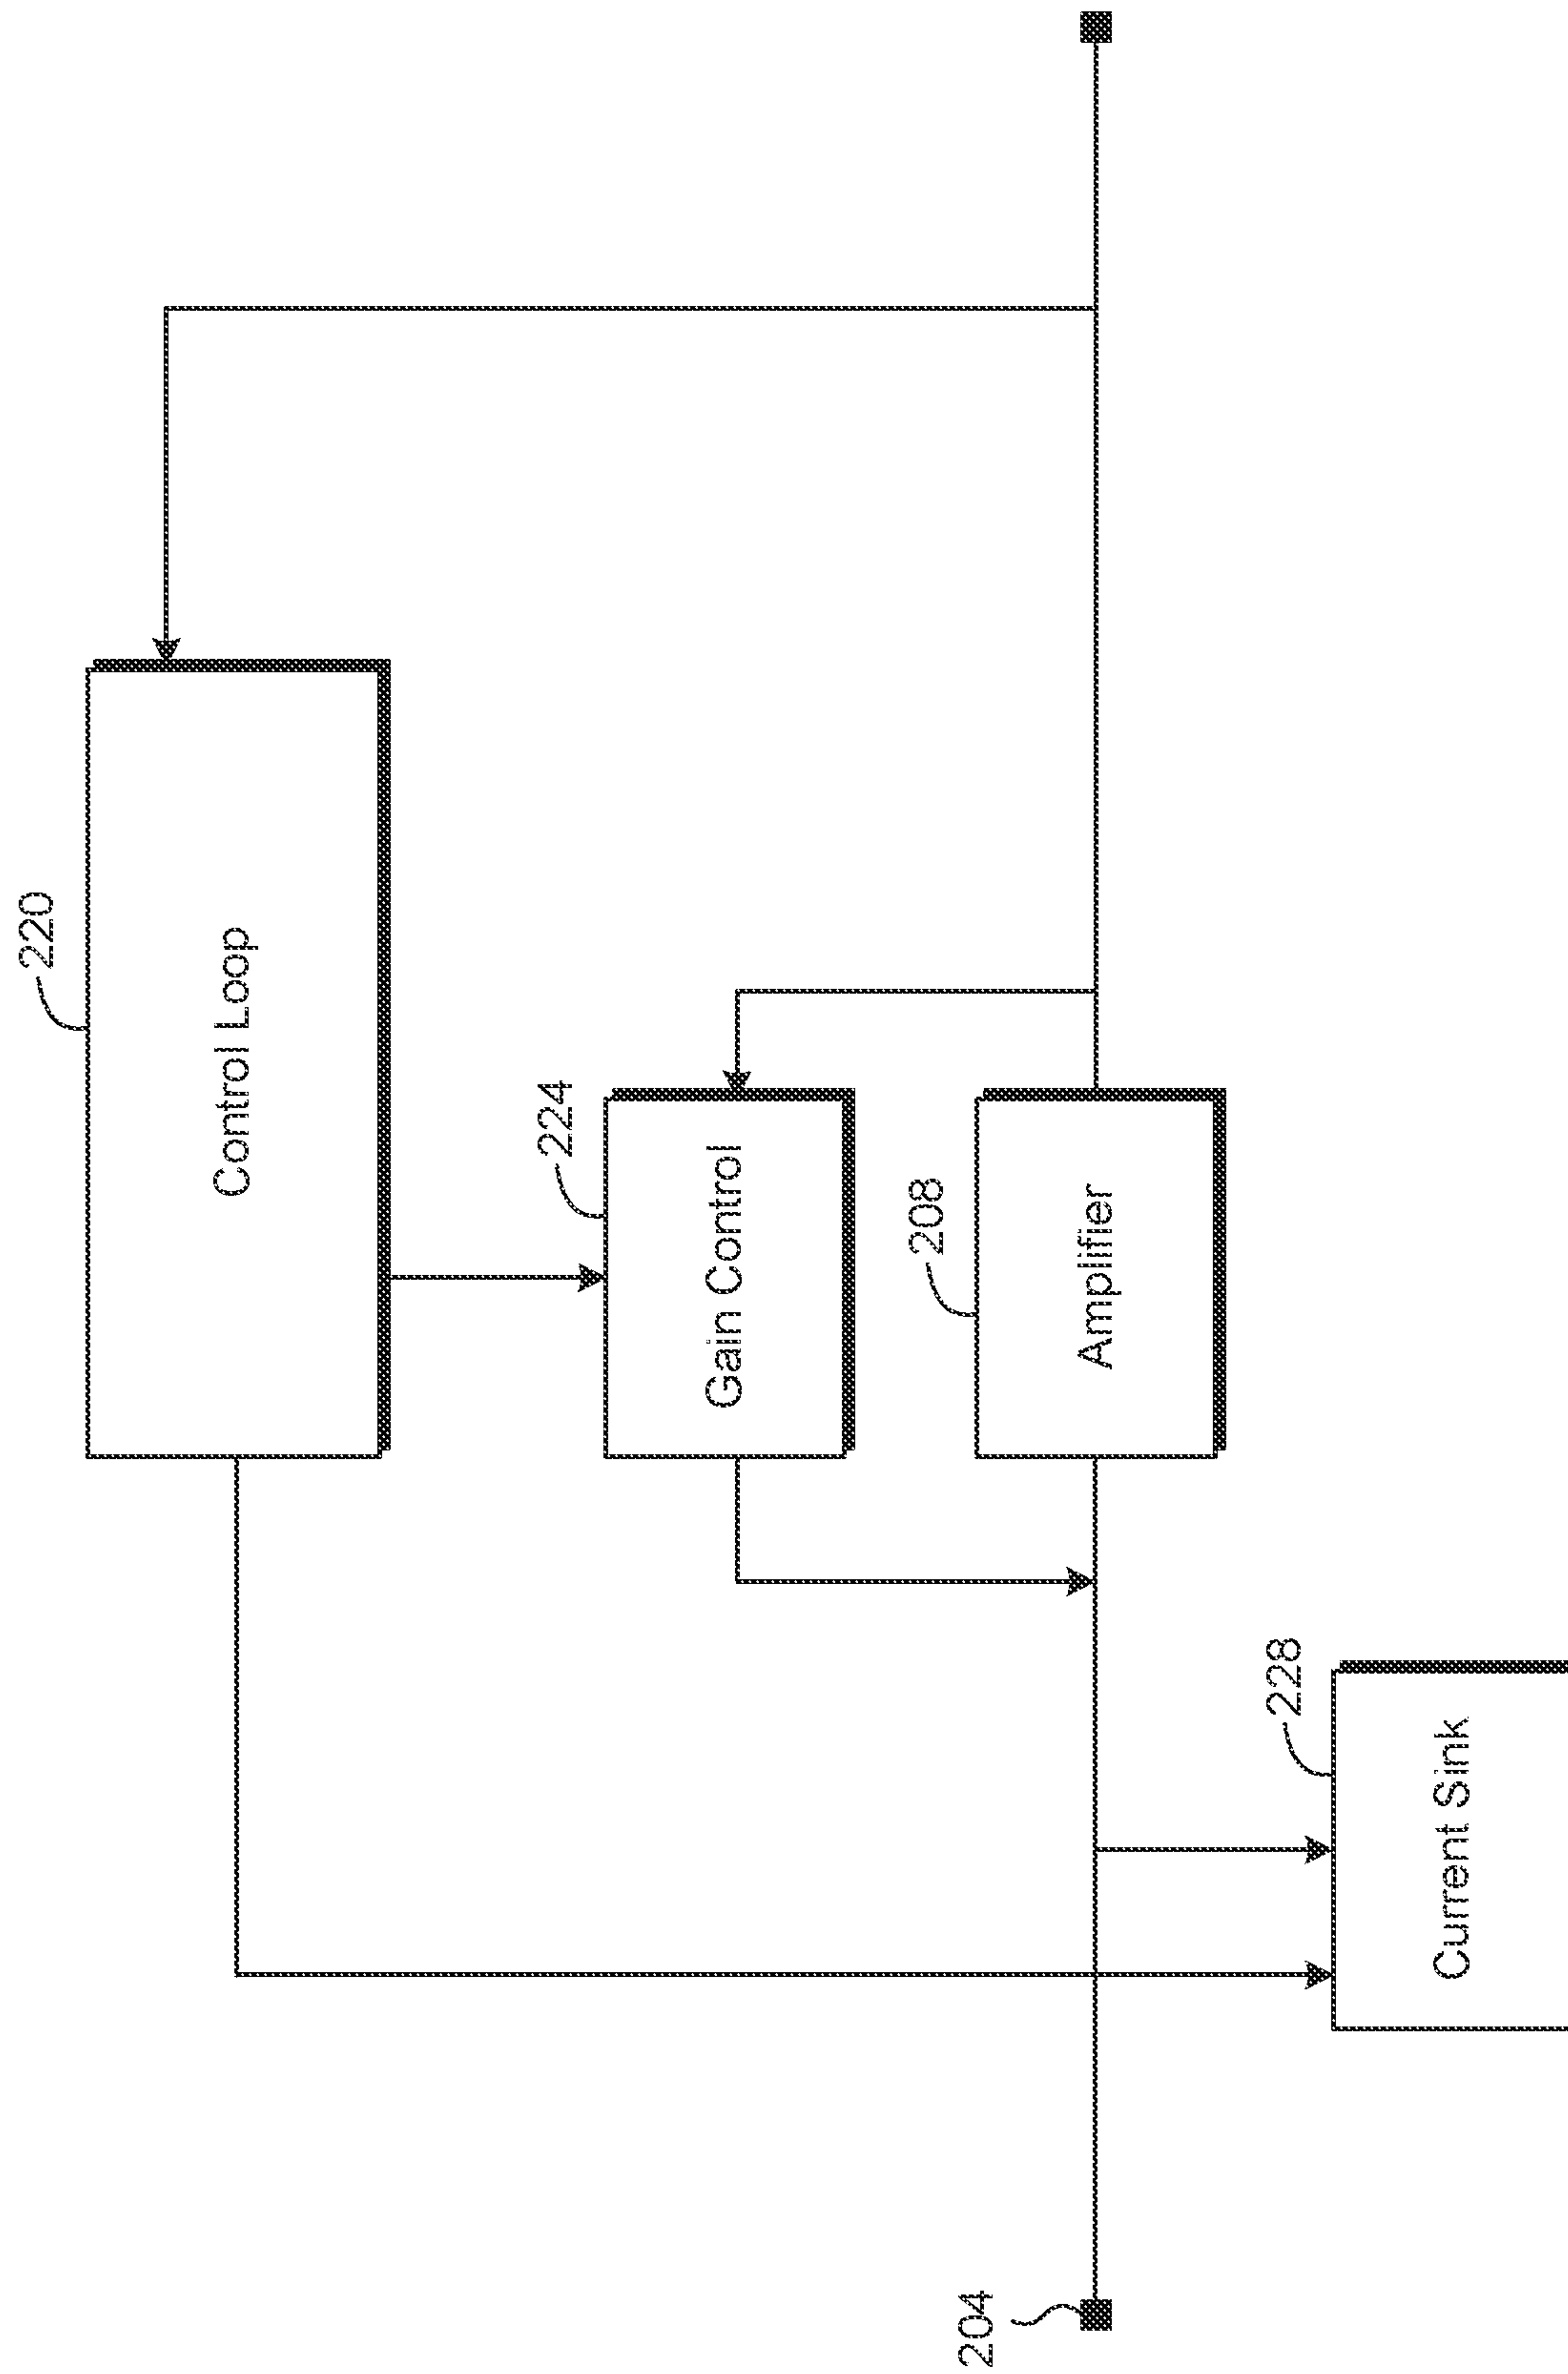 220
Control Loop
224
Gain Control
208
Amplifier
228
Current Sink
204